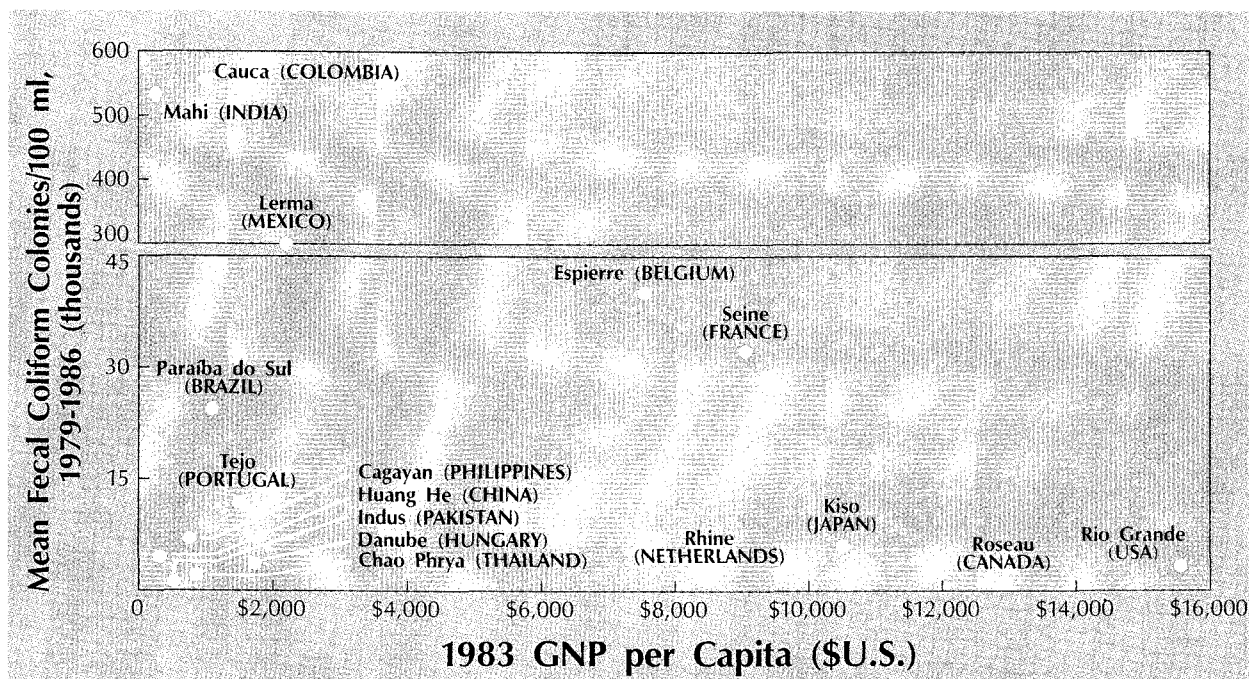 Mean Fecal Coliform Colonies/100 ml,
1979-1986 (thousands)
600
500
400
300
45
30
15
Cauca (COLOMBIA)
Mahi (INDIA)
Lerma
(MEXICO)
Espierre (BELGIUM)
Seine
(FRANCE)
Paraíba do Sul
(BRAZIL)
Tejo
(PORTUGAL)
Cagayan (PHILIPPINES)
Huang He (CHINA)
Indus (PAKISTAN)
Danube (HUNGARY)
Chao Phrya (THAILAND)
Rhine
(NETHERLANDS)
Kiso
(JAPAN)
Roseau
(CANADA)
Rio Grande
(USA)
0 $2,000 $4,000 $6,000 $8,000 $10,000 $12,000 $14,000 $16,000
1983 GNP per Capita ($U.S.)